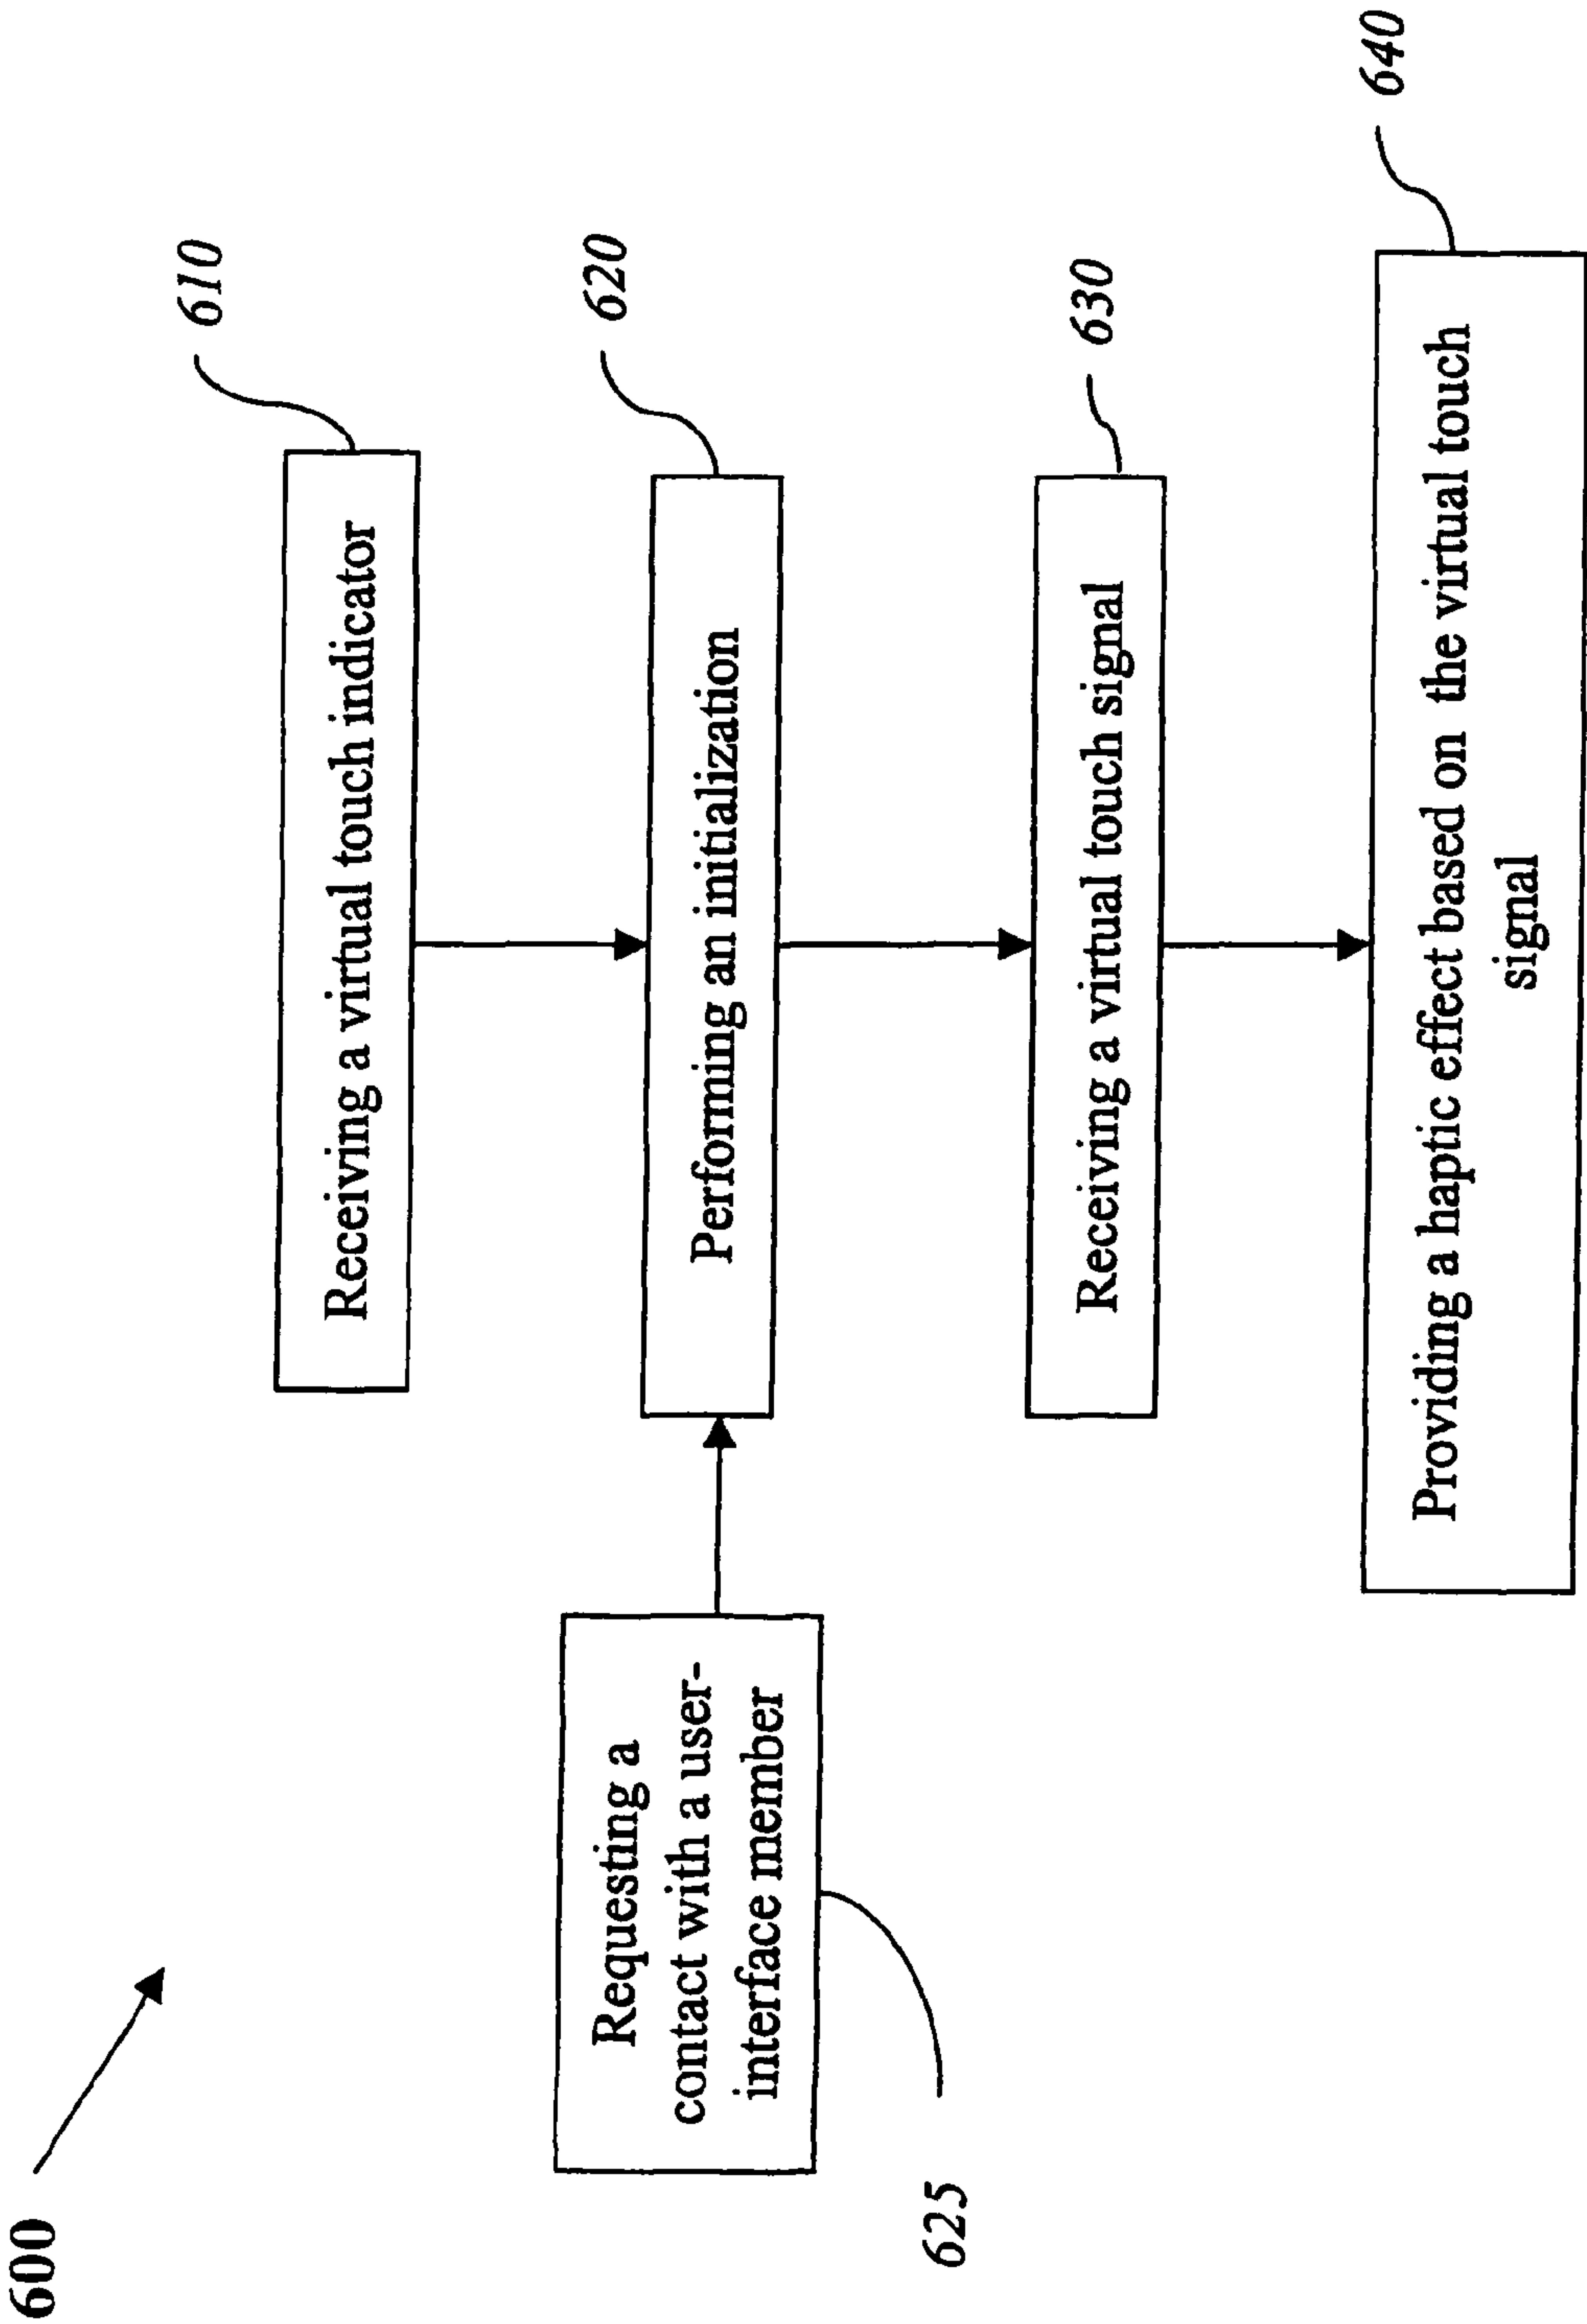 600
Receiving a virtual touch indicator
610
Performing an initialization
620
Requesting a
contact with a user-
interface member
625
Receiving a virtual touch signal
630
Providing a haptic effect based on the virtual touch
signal
640